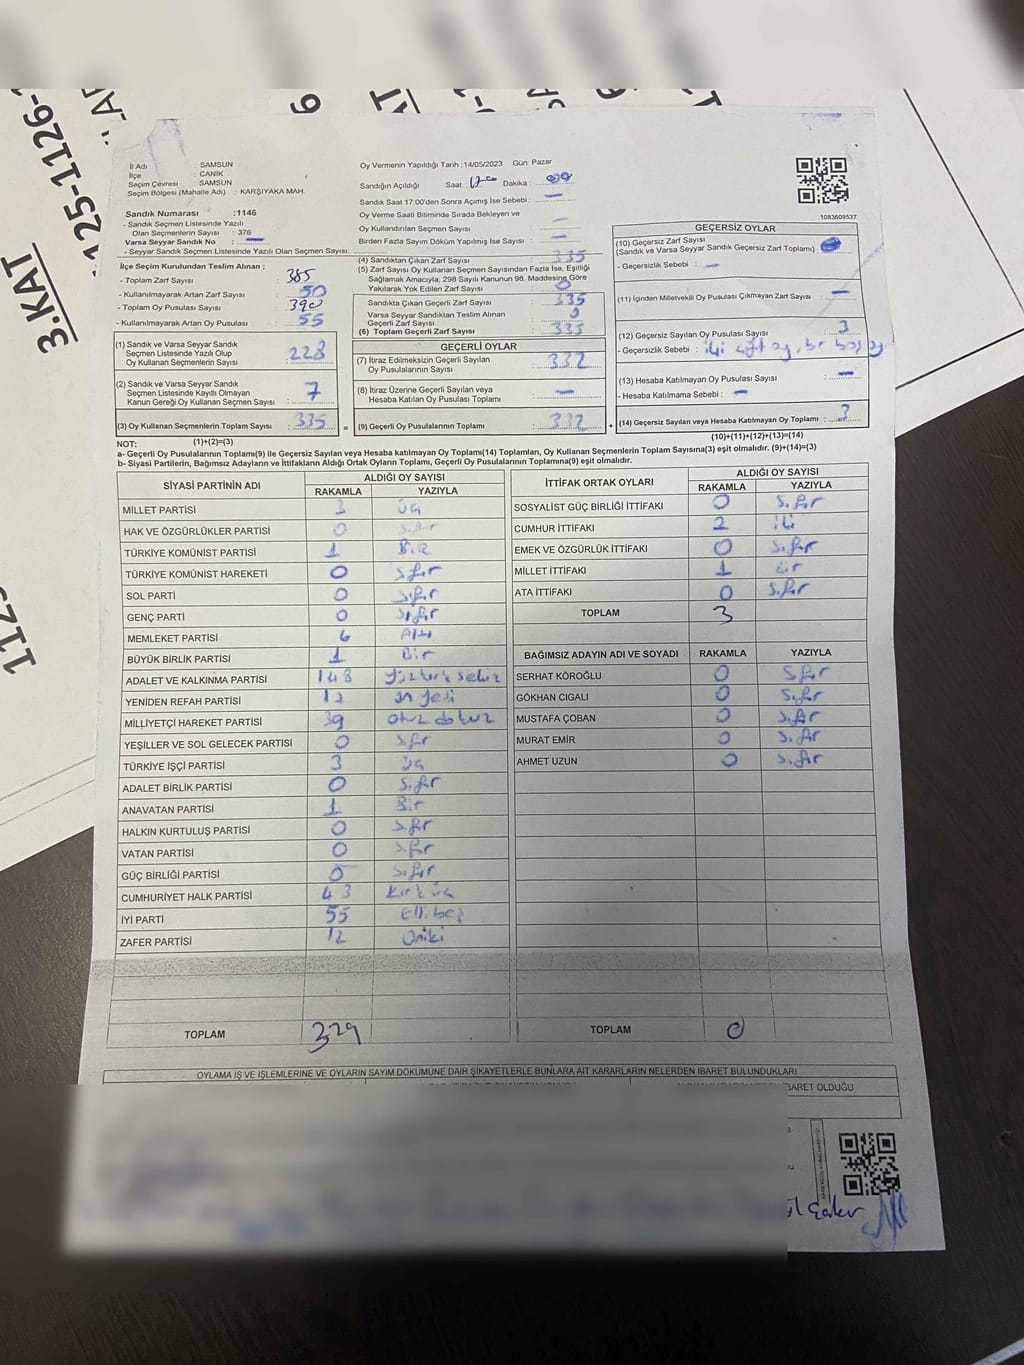 3.KAT
İl Adı : SAMSUN
İlçe : CANİK
Seçim Çevresi : SAMSUN
Seçim Bölgesi (Mahalle Adı) : KARŞIYAKA MAH.
Sandık Numarası : 1146
- Sandık Seçmen Listesinde Yazılı
Olan Seçmenlerin Sayısı : 376
Varsa Seyyar Sandık No : —
- Seyyar Sandık Seçmen Listesinde Yazılı Olan Seçmen Sayısı:
İlçe Seçim Kurulundan Teslim Alınan ;
- Toplam Zarf Sayısı : 385
- Kullanılmayarak Artan Zarf Sayısı : 50
- Toplam Oy Pusulası Sayısı : 390
- Kullanılmayarak Artan Oy Pusulası : 55
(1) Sandık ve Varsa Seyyar Sandık
Seçmen Listesinde Yazılı Olup
Oy Kullanan Seçmenlerin Sayısı : 228
(2) Sandık ve Varsa Seyyar Sandık
Seçmen Listesinde Kayıtlı Olmayan
Kanun Gereği Oy Kullanan Seçmen Sayısı : 7
(3) Oy Kullanan Seçmenlerin Toplam Sayısı : 335 =
Oy Vermenin Yapıldığı Tarih :14/05/2023 Gün: Pazar
Sandığın Açıldığı Saat 17:00 Dakika : 00
Sandık Saat 17:00'den Sonra Açılmış İse Sebebi : —
Oy Verme Saati Bitiminde Sırada Bekleyen ve
Oy Kullandırılan Seçmen Sayısı : —
Birden Fazla Sayım Döküm Yapılmış İse Sayısı : —
(4) Sandıktan Çıkan Zarf Sayısı : 335
(5) Zarf Sayısı Oy Kullanan Seçmen Sayısından Fazla İse, Eşitliği
Sağlamak Amacıyla, 298 Sayılı Kanunun 98. Maddesine Göre
Yakılarak Yok Edilen Zarf Sayısı : 0
Sandıkta Çıkan Geçerli Zarf Sayısı : 335
Varsa Seyyar Sandıktan Teslim Alınan
Geçerli Zarf Sayısı : 0
(6) Toplam Geçerli Zarf Sayısı : 335
GEÇERLİ OYLAR
(7) İtiraz Edilmeksizin Geçerli Sayılan
Oy Pusulalarının Sayısı : 332
(8) İtiraz Üzerine Geçerli Sayılan veya
Hesaba Katılan Oy Pusulası Toplamı : —
(9) Geçerli Oy Pusulalarının Toplamı : 332 +
1083609537
GEÇERSİZ OYLAR
(10) Geçersiz Zarf Sayısı
(Sandık ve Varsa Seyyar Sandık Geçersiz Zarf Toplamı) :
- Geçersizlik Sebebi : —
(11) İçinden Milletvekili Oy Pusulası Çıkmayan Zarf Sayısı : —
(12) Geçersiz Sayılan Oy Pusulası Sayısı : 3
- Geçersizlik Sebebi : iki çift oy, bir boş oy
(13) Hesaba Katılmayan Oy Pusulası Sayısı : —
- Hesaba Katılmama Sebebi : —
(14) Geçersiz Sayılan veya Hesaba Katılmayan Oy Toplamı : 3
NOT: (1)+(2)=(3) (10)+(11)+(12)+(13)=(14)
a- Geçerli Oy Pusulalarının Toplamı(9) ile Geçersiz Sayılan veya Hesaba katılmayan Oy Toplamı(14) Toplamları, Oy Kullanan Seçmenlerin Toplam Sayısına(3) eşit olmalıdır. (9)+(14)=(3)
b- Siyasi Partilerin, Bağımsız Adayların ve İttifakların Aldığı Ortak Oyların Toplamı, Geçerli Oy Pusulalarının Toplamına(9) eşit olmalıdır.
SİYASİ PARTİNİN ADI ALDIĞI OY SAYISI
RAKAMLA YAZIYLA
MİLLET PARTİSİ 3 üç
HAK VE ÖZGÜRLÜKLER PARTİSİ 0 sıfır
TÜRKİYE KOMÜNİST PARTİSİ 1 Bir
TÜRKİYE KOMÜNİST HAREKETİ 0 sıfır
SOL PARTİ 0 sıfır
GENÇ PARTİ 0 sıfır
MEMLEKET PARTİSİ 6 Altı
BÜYÜK BİRLİK PARTİSİ 1 Bir
ADALET VE KALKINMA PARTİSİ 148 yüzkırk sekiz
YENİDEN REFAH PARTİSİ 17 on yedi
MİLLİYETÇİ HAREKET PARTİSİ 39 otuz dokuz
YEŞİLLER VE SOL GELECEK PARTİSİ 0 sıfır
TÜRKİYE İŞÇİ PARTİSİ 3 üç
ADALET BİRLİK PARTİSİ 0 sıfır
ANAVATAN PARTİSİ 1 Bir
HALKIN KURTULUŞ PARTİSİ 0 sıfır
VATAN PARTİSİ 0 sıfır
GÜÇ BİRLİĞİ PARTİSİ 0 sıfır
CUMHURİYET HALK PARTİSİ 43 kırk üç
İYİ PARTİ 55 Elli beş
ZAFER PARTİSİ 12 Oniki
TOPLAM 329
İTTİFAK ORTAK OYLARI ALDIĞI OY SAYISI
RAKAMLA YAZIYLA
SOSYALİST GÜÇ BİRLİĞİ İTTİFAKI 0 sıfır
CUMHUR İTTİFAKI 2 iki
EMEK VE ÖZGÜRLÜK İTTİFAKI 0 sıfır
MİLLET İTTİFAKI 1 Bir
ATA İTTİFAKI 0 sıfır
TOPLAM 3
BAĞIMSIZ ADAYIN ADI VE SOYADI RAKAMLA YAZIYLA
SERHAT KÖROĞLU 0 sıfır
GÖKHAN CIGALI 0 sıfır
MUSTAFA ÇOBAN 0 sıfır
MURAT EMİR 0 sıfır
AHMET UZUN 0 sıfır
TOPLAM 0
OYLAMA İŞ VE İŞLEMLERİNE VE OYLARIN SAYIM DÖKÜMÜNE DAİR ŞİKAYETLERLE BUNLARA AİT KARARLARIN NELERDEN İBARET BULUNDUKLARI
İBARET OLDUĞU